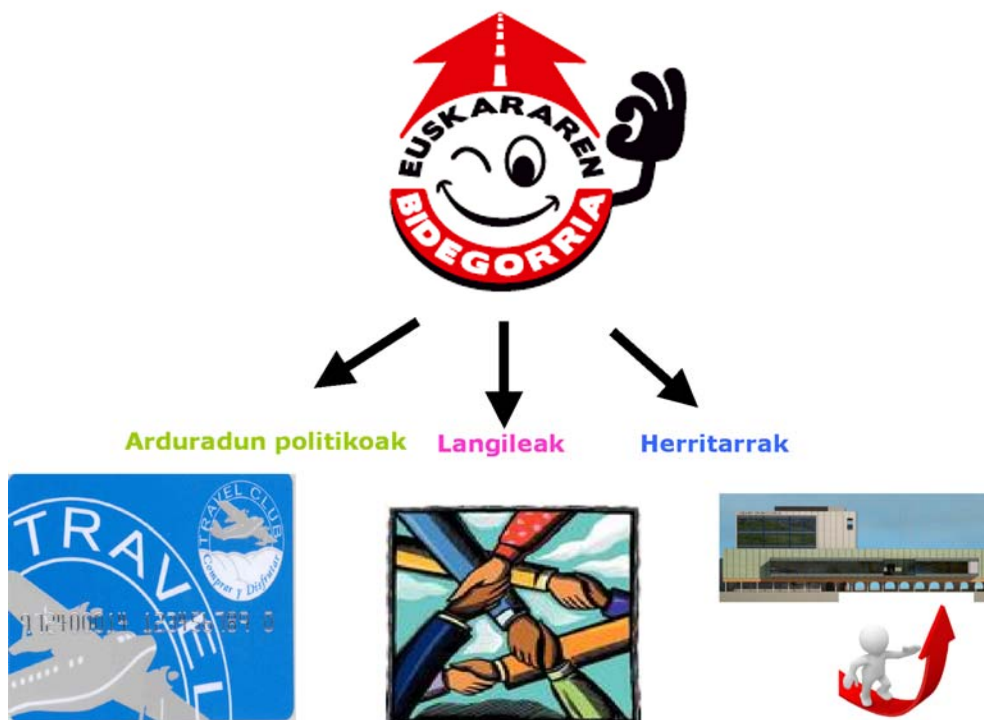 EUSKARAREN
BIDEGORRIA
Arduradun politikoak
Langileak
Herritarrak
TRAVEL
TRAVEL CLUB
Comprar y Disfrutar